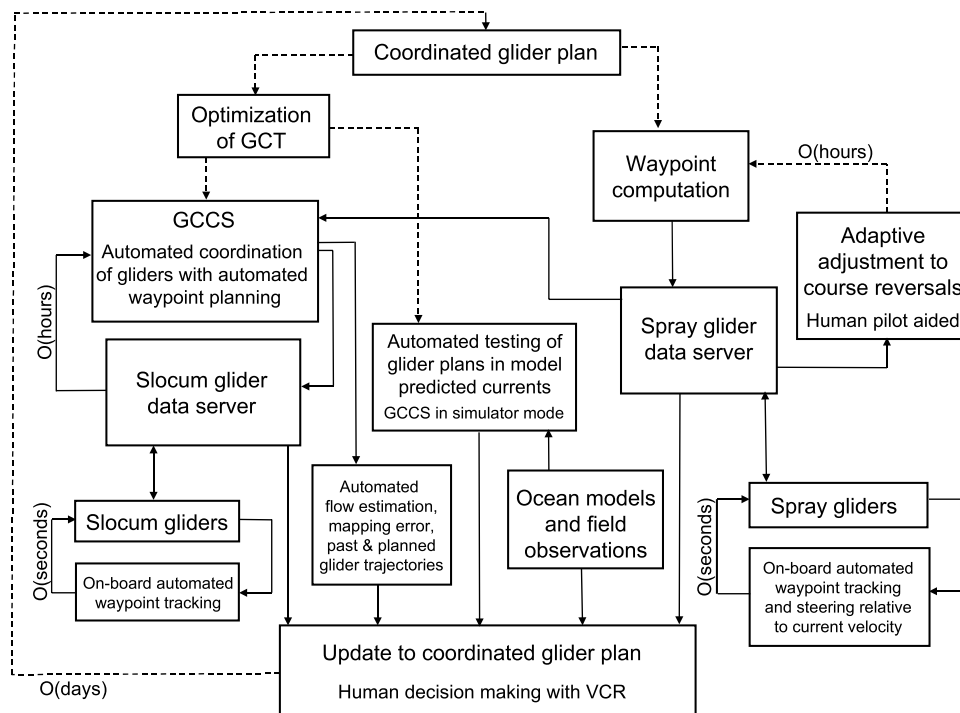 Coordinated glider plan
Optimization
of GCT
Waypoint
computation
O(hours)
GCCS
Automated coordination
of gliders with automated
waypoint planning
Adaptive
adjustment to
course reversals
Human pilot aided
O(hours)
Slocum glider
data server
Automated testing of
glider plans in model
predicted currents
GCCS in simulator mode
Spray glider
data server
Slocum gliders
O(seconds)
On-board automated
waypoint tracking
Automated
flow estimation,
mapping error,
past & planned
glider trajectories
Ocean models
and field
observations
Spray gliders
O(seconds)
On-board automated
waypoint tracking
and steering relative
to current velocity
Update to coordinated glider plan
Human decision making with VCR
O(days)